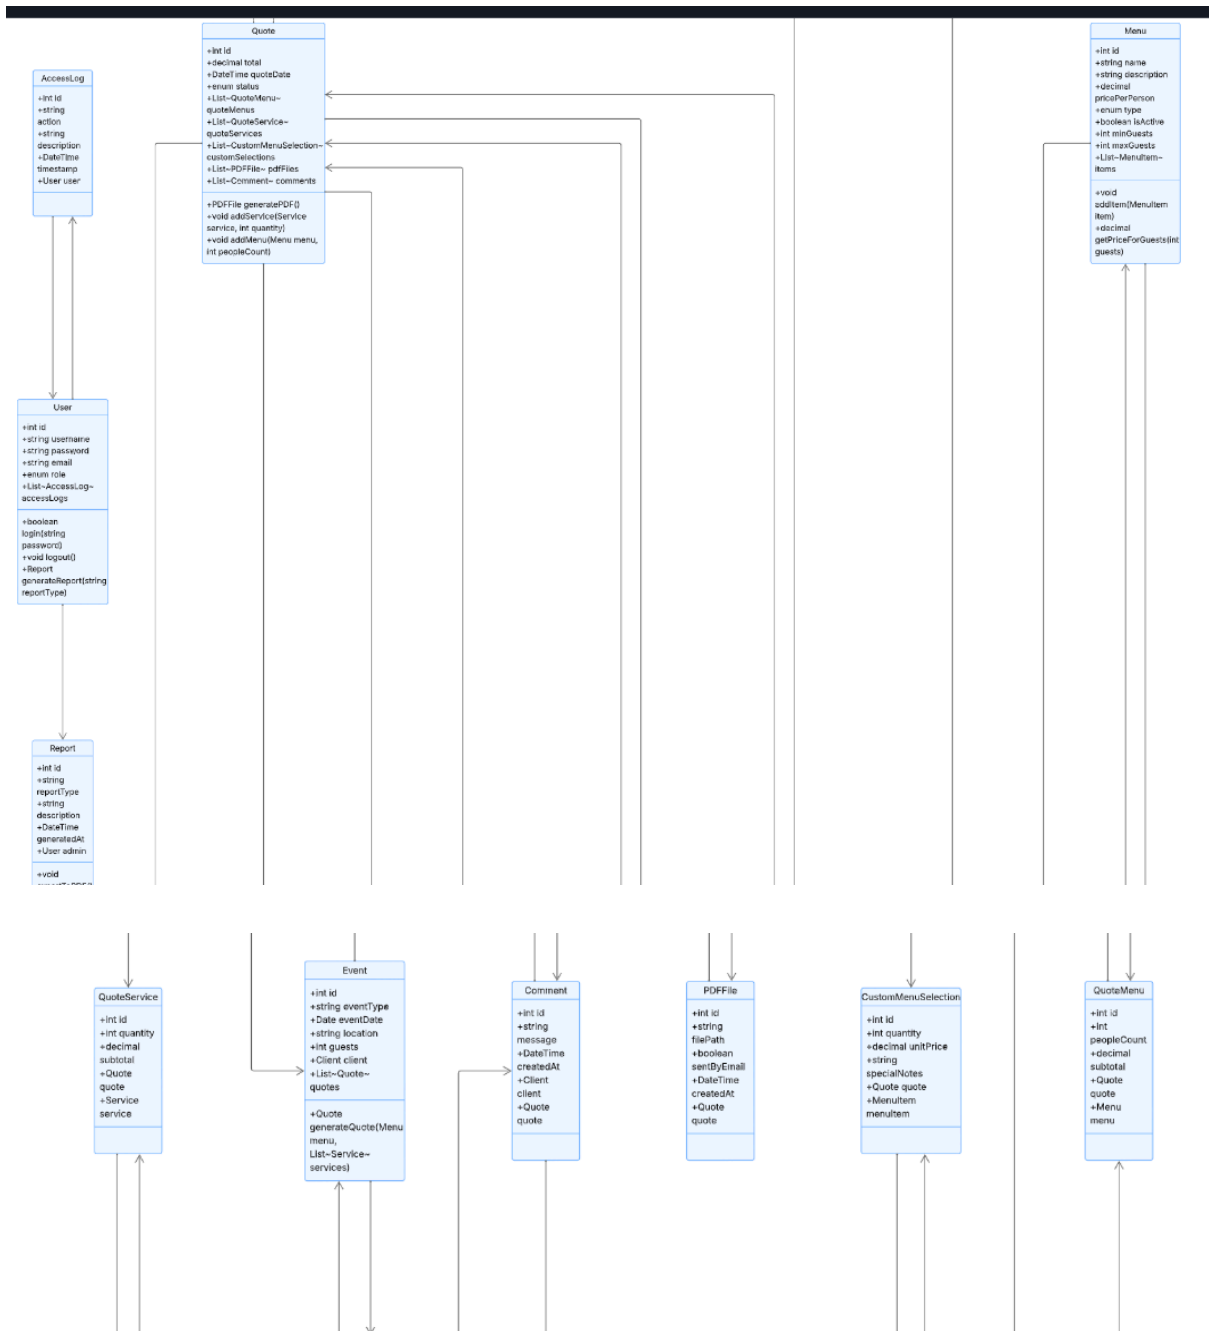 Quote
+int id
+decimal total
+DateTime quoteDate
+enum status
+List~QuoteMenu~
quoteMenus
+List~QuoteService~
quoteServices
+List~CustomMenuSelection~
customSelections
+List~PDFFile~ pdfFiles
+List~Comment~ comments
+PDFFile generatePDF()
+void addService(Service
service, int quantity)
+void addMenu(Menu menu,
int peopleCount)
Menu
+int id
+string name
+string description
+decimal
pricePerPerson
+enum type
+boolean isActive
+int minGuests
+int maxGuests
+List~MenuItem~
items
+void
addItem(MenuItem
item)
+decimal
getPriceForGuests(int
guests)
AccessLog
+int id
+string
action
+string
description
+DateTime
timestamp
+User user
User
+int id
+string username
+string password
+string email
+enum role
+List~AccessLog~
accessLogs
+boolean
login(string
password)
+void logout()
+Report
generateReport(string
reportType)
Report
+int id
+string
reportType
+string
description
+DateTime
generatedAt
+User admin
+void
QuoteService
+int id
+int quantity
+decimal
subtotal
+Quote
quote
+Service
service
Event
+int id
+string eventType
+Date eventDate
+string location
+int guests
+Client client
+List~Quote~
quotes
+Quote
generateQuote(Menu
menu,
List~Service~
services)
Comment
+int id
+string
message
+DateTime
createdAt
+Client
client
+Quote
quote
PDFFile
+int id
+string
filePath
+boolean
sentByEmail
+DateTime
createdAt
+Quote
quote
CustomMenuSelection
+int id
+int quantity
+decimal unitPrice
+string
specialNotes
+Quote quote
+MenuItem
menuItem
QuoteMenu
+int id
+int
peopleCount
+decimal
subtotal
+Quote
quote
+Menu
menu